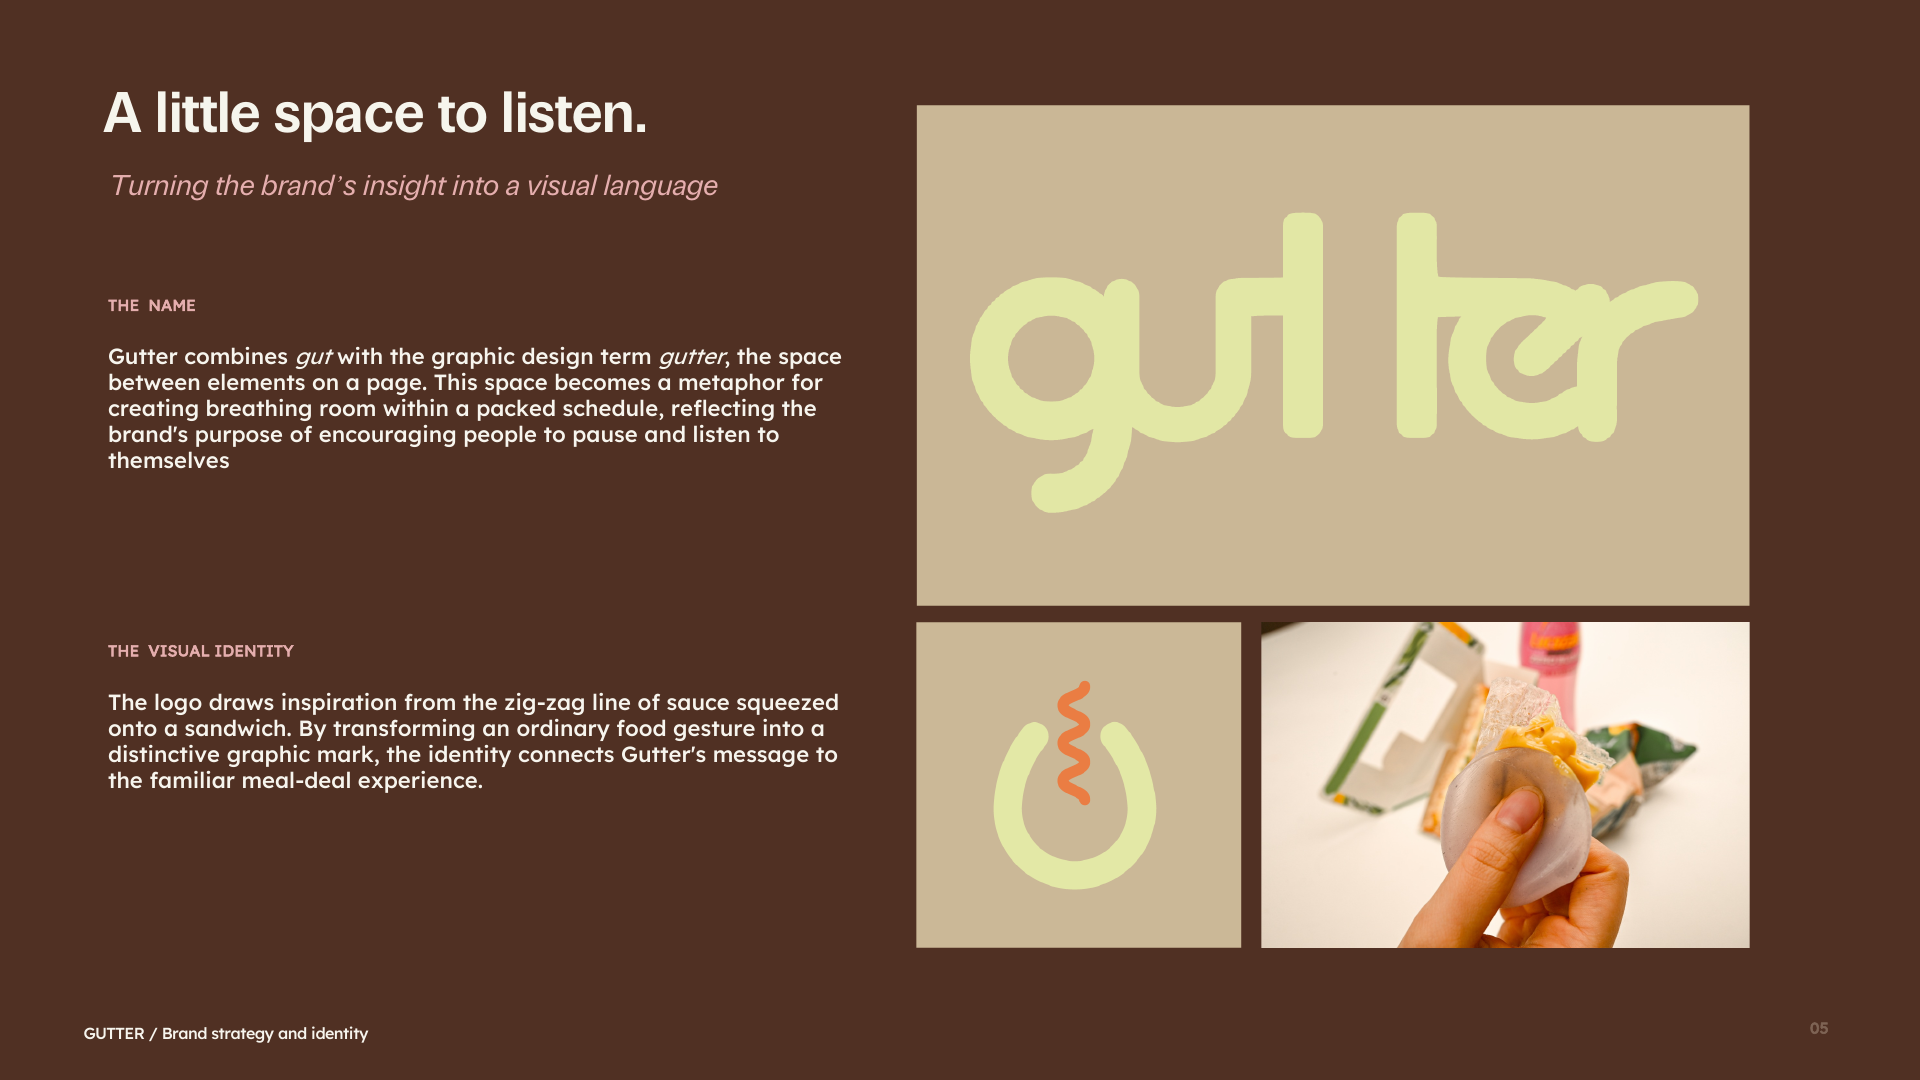 A little space to listen.
Turning the brand’s insight into a visual language
THE NAME
Gutter combines gut with the graphic design term gutter, the space
between elements on a page. This space becomes a metaphor for
creating breathing room within a packed schedule, reflecting the
brand's purpose of encouraging people to pause and listen to
themselves
gutter
THE VISUAL IDENTITY
The logo draws inspiration from the zig-zag line of sauce squeezed
onto a sandwich. By transforming an ordinary food gesture into a
distinctive graphic mark, the identity connects Gutter's message to
the familiar meal-deal experience.
GUTTER / Brand strategy and identity
05